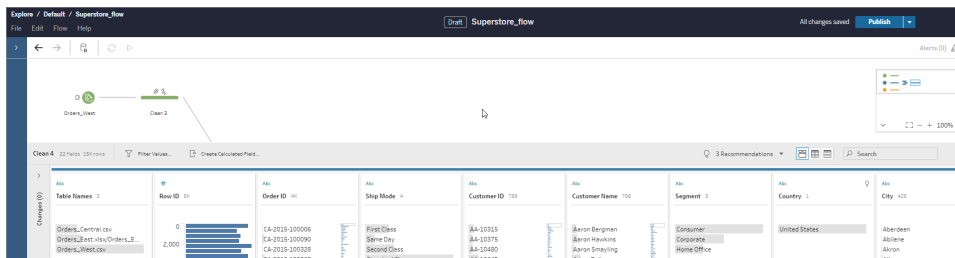 Explore / Default / Superstore_flow
File Edit Flow Help
Draft Superstore_flow
All changes saved Publish
Alerts (0)
Orders_West
Clean 3
100%
Clean 4 22 fields 15K rows Filter Values... Create Calculated Field... 3 Recommendations Search
Changes (0)
Abc
Table Names 3
Orders_Central.csv
Orders_East.xlsx/Orders_E...
Orders_West.csv
#
Row ID 8K
0
2,000
Abc
Order ID 4K
CA-2015-100006
CA-2015-100090
CA-2015-100328
Abc
Ship Mode 4
First Class
Same Day
Second Class
Abc
Customer ID 788
AA-10315
AA-10375
AA-10480
Abc
Customer Name 788
Aaron Bergman
Aaron Hawkins
Aaron Smayling
Abc
Segment 3
Consumer
Corporate
Home Office
Abc
Country 1
United States
Abc
City 428
Aberdeen
Abilene
Akron